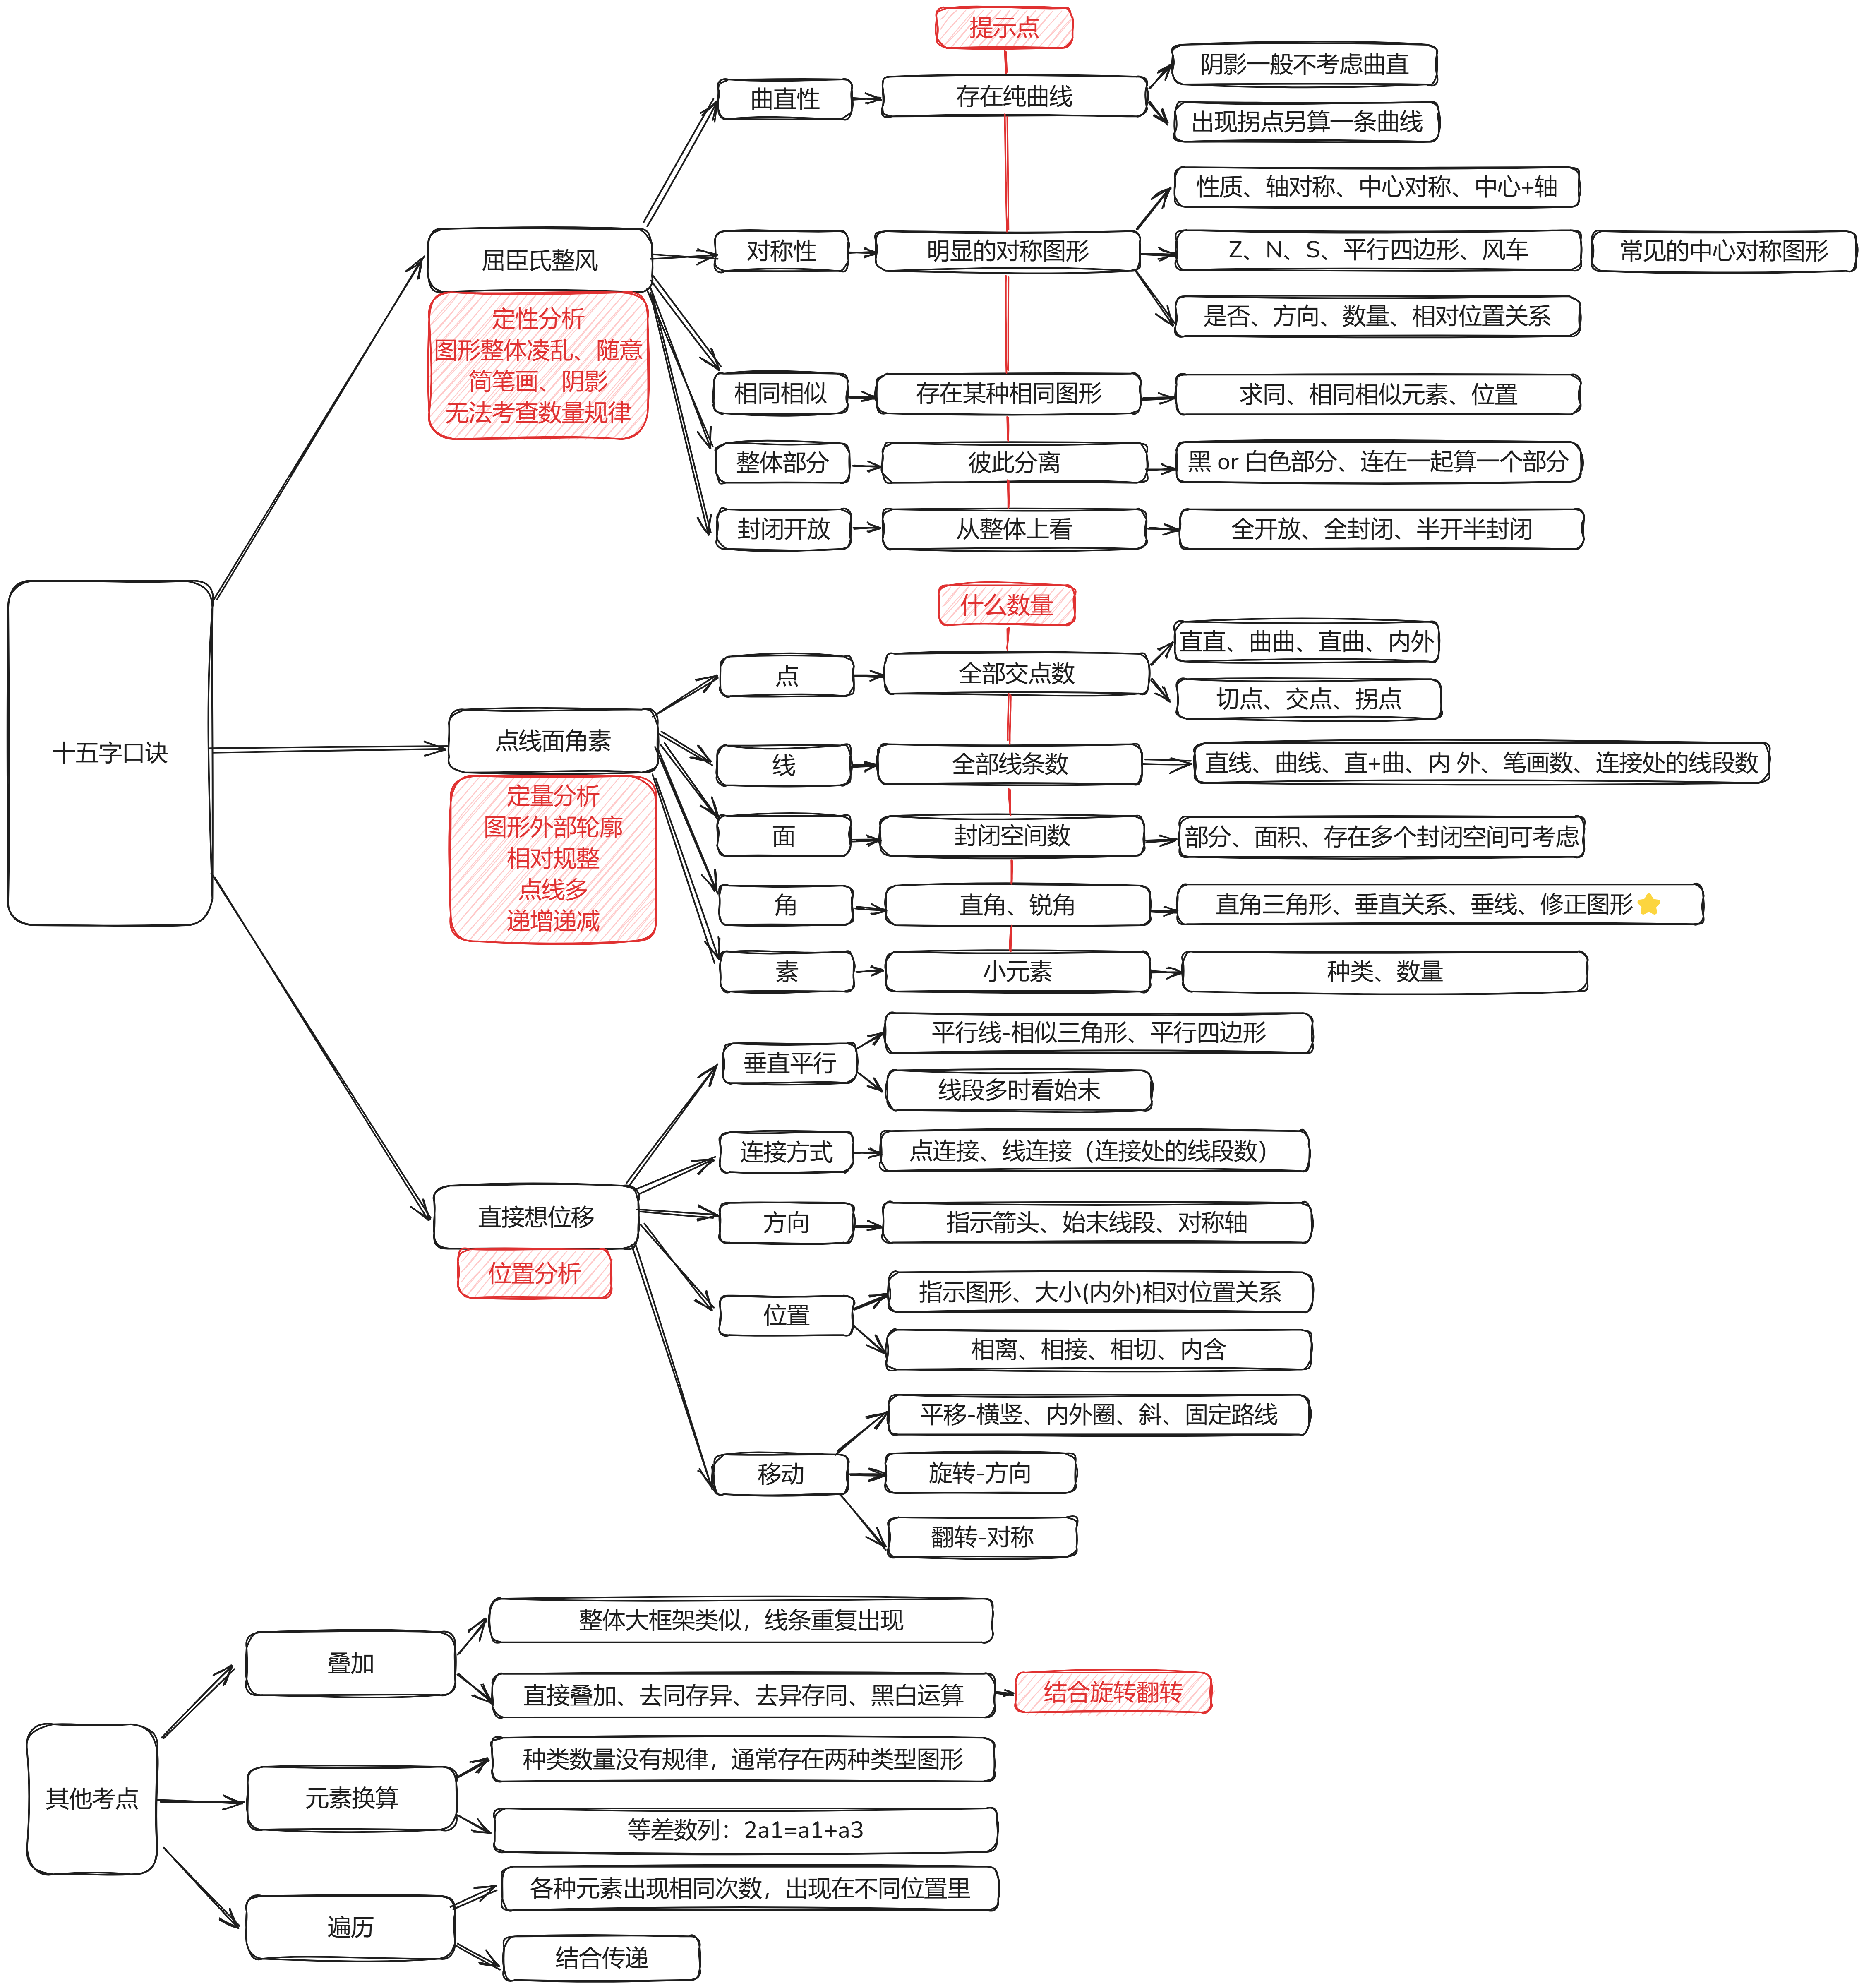 提示点
曲直性
存在纯曲线
阴影一般不考虑曲直
出现拐点另算一条曲线
屈臣氏整风
定性分析
图形整体凌乱、随意
简笔画、阴影
无法考查数量规律
对称性
明显的对称图形
性质、轴对称、中心对称、中心+轴
Z、N、S、平行四边形、风车
常见的中心对称图形
是否、方向、数量、相对位置关系
相同相似
存在某种相同图形
求同、相同相似元素、位置
整体部分
彼此分离
黑 or 白色部分、连在一起算一个部分
封闭开放
从整体上看
全开放、全封闭、半开半封闭
十五字口诀
什么数量
点线面角素
定量分析
图形外部轮廓
相对规整
点线多
递增递减
点
全部交点数
直直、曲曲、直曲、内外
切点、交点、拐点
线
全部线条数
直线、曲线、直+曲、内 外、笔画数、连接处的线段数
面
封闭空间数
部分、面积、存在多个封闭空间可考虑
角
直角、锐角
直角三角形、垂直关系、垂线、修正图形⭐
素
小元素
种类、数量
直接想位移
位置分析
垂直平行
平行线-相似三角形、平行四边形
线段多时看始末
连接方式
点连接、线连接（连接处的线段数）
方向
指示箭头、始末线段、对称轴
位置
指示图形、大小(内外)相对位置关系
相离、相接、相切、内含
移动
平移-横竖、内外圈、斜、固定路线
旋转-方向
翻转-对称
其他考点
叠加
整体大框架类似，线条重复出现
直接叠加、去同存异、去异存同、黑白运算
结合旋转翻转
元素换算
种类数量没有规律，通常存在两种类型图形
等差数列：2a1=a1+a3
遍历
各种元素出现相同次数，出现在不同位置里
结合传递